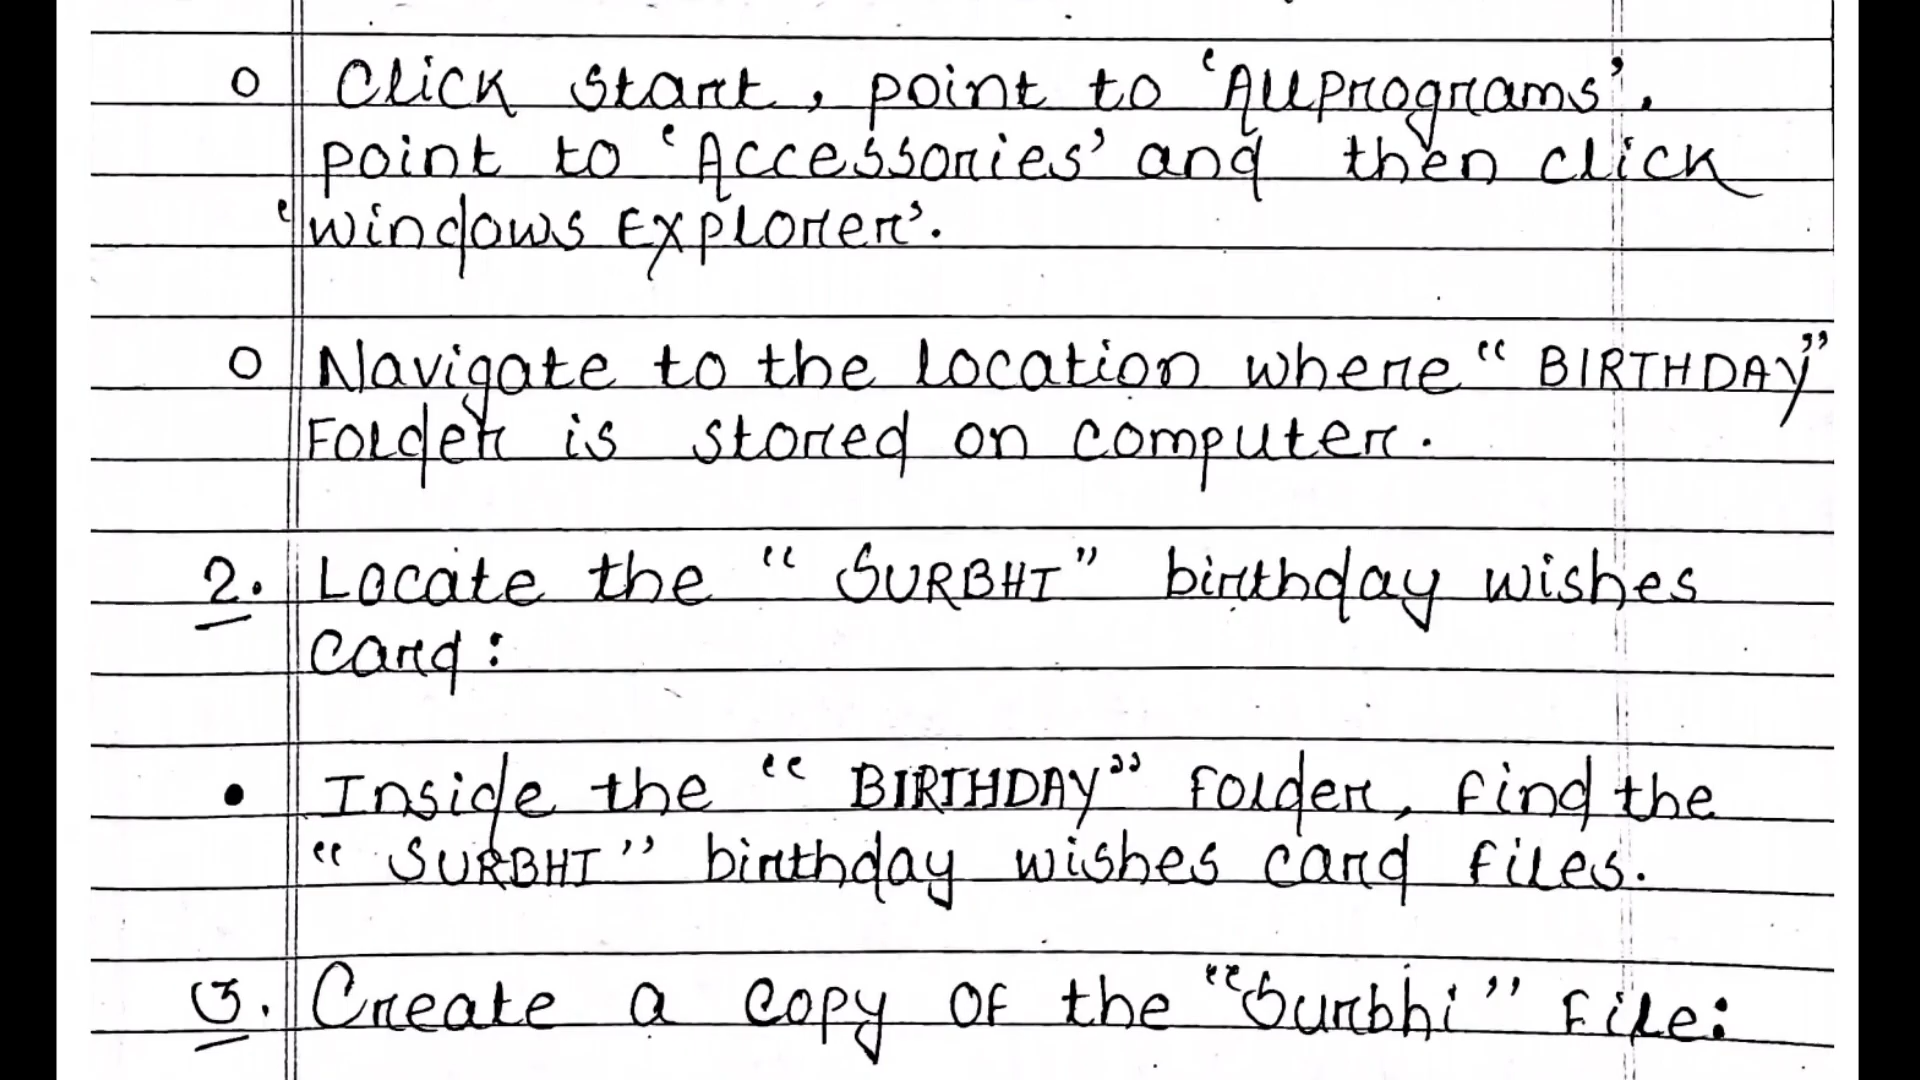 o Click Start, point to 'AllPrograms',
point to 'Accessories' and then click
'windows Explorer'.
o Navigate to the location where "BIRTHDAY"
Folder is stored on computer.
2. Locate the "SURBHI" birthday wishes
card:
• Inside the "BIRTHDAY" folder, find the
"SURBHI" birthday wishes card files.
3. Create a copy of the "Surbhi" File: